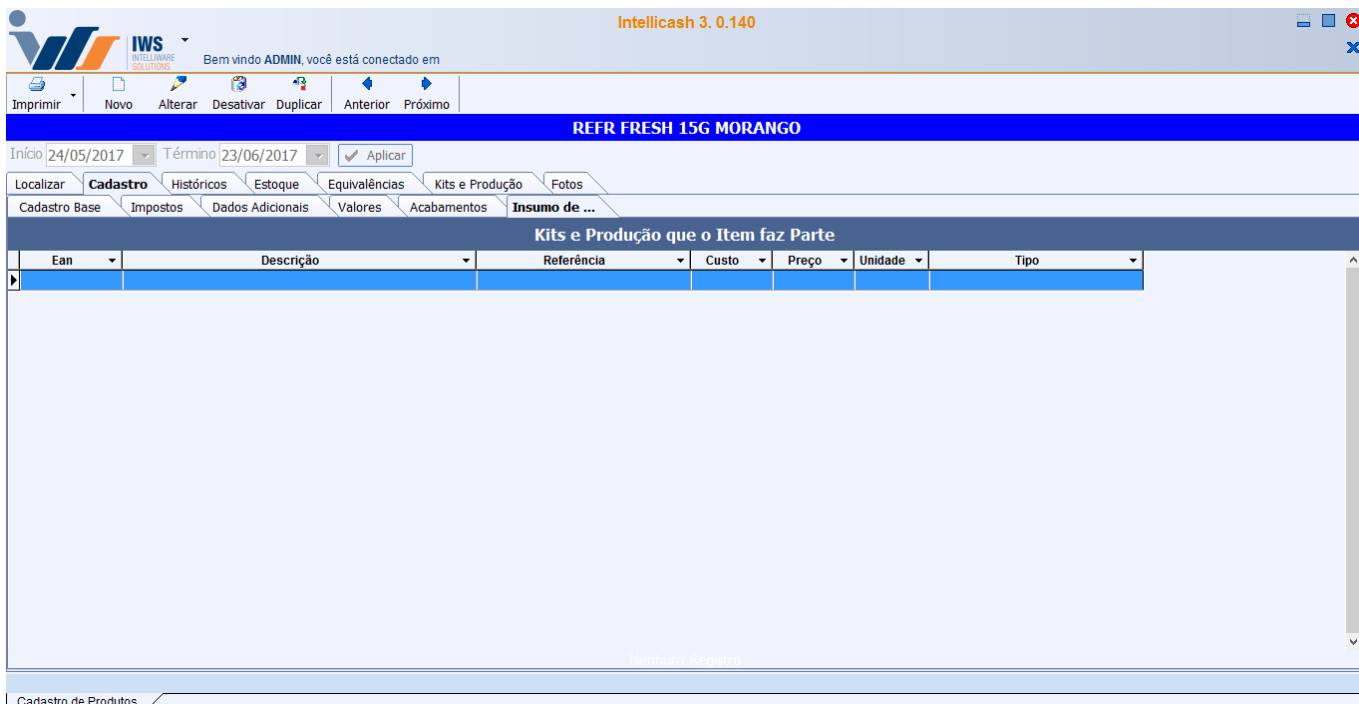 Intellicash 3. 0.140
IWS
INTELLIWARE
SOLUTIONS
Bem vindo ADMIN, você está conectado em
Imprimir Novo Alterar Desativar Duplicar Anterior Próximo
REFR FRESH 15G MORANGO
Início 24/05/2017 Término 23/06/2017 Aplicar
Localizar Cadastro Históricos Estoque Equivalências Kits e Produção Fotos
Cadastro Base Impostos Dados Adicionais Valores Acabamentos Insumo de ...
Kits e Produção que o Item faz Parte
Ean Descrição Referência Custo Preço Unidade Tipo
Nenhum Registro
Cadastro de Produtos